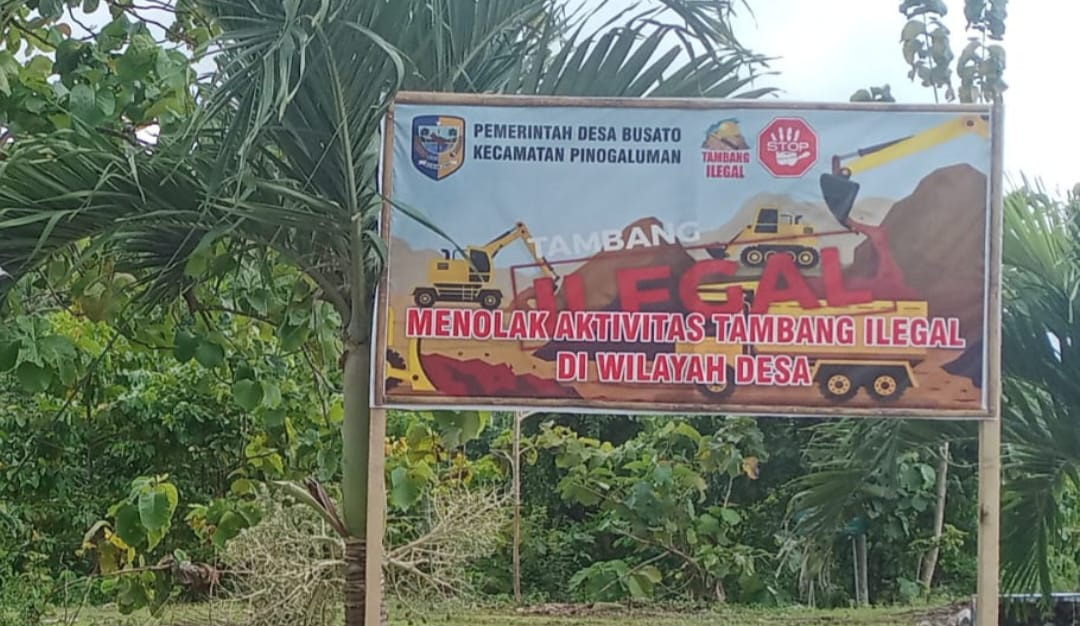 PEMERINTAH DESA BUSATO
KECAMATAN PINOGALUMAN
TAMBANG
ILEGAL
STOP
TAMBANG
ILEGAL
MENOLAK AKTIVITAS TAMBANG ILEGAL
DI WILAYAH DESA